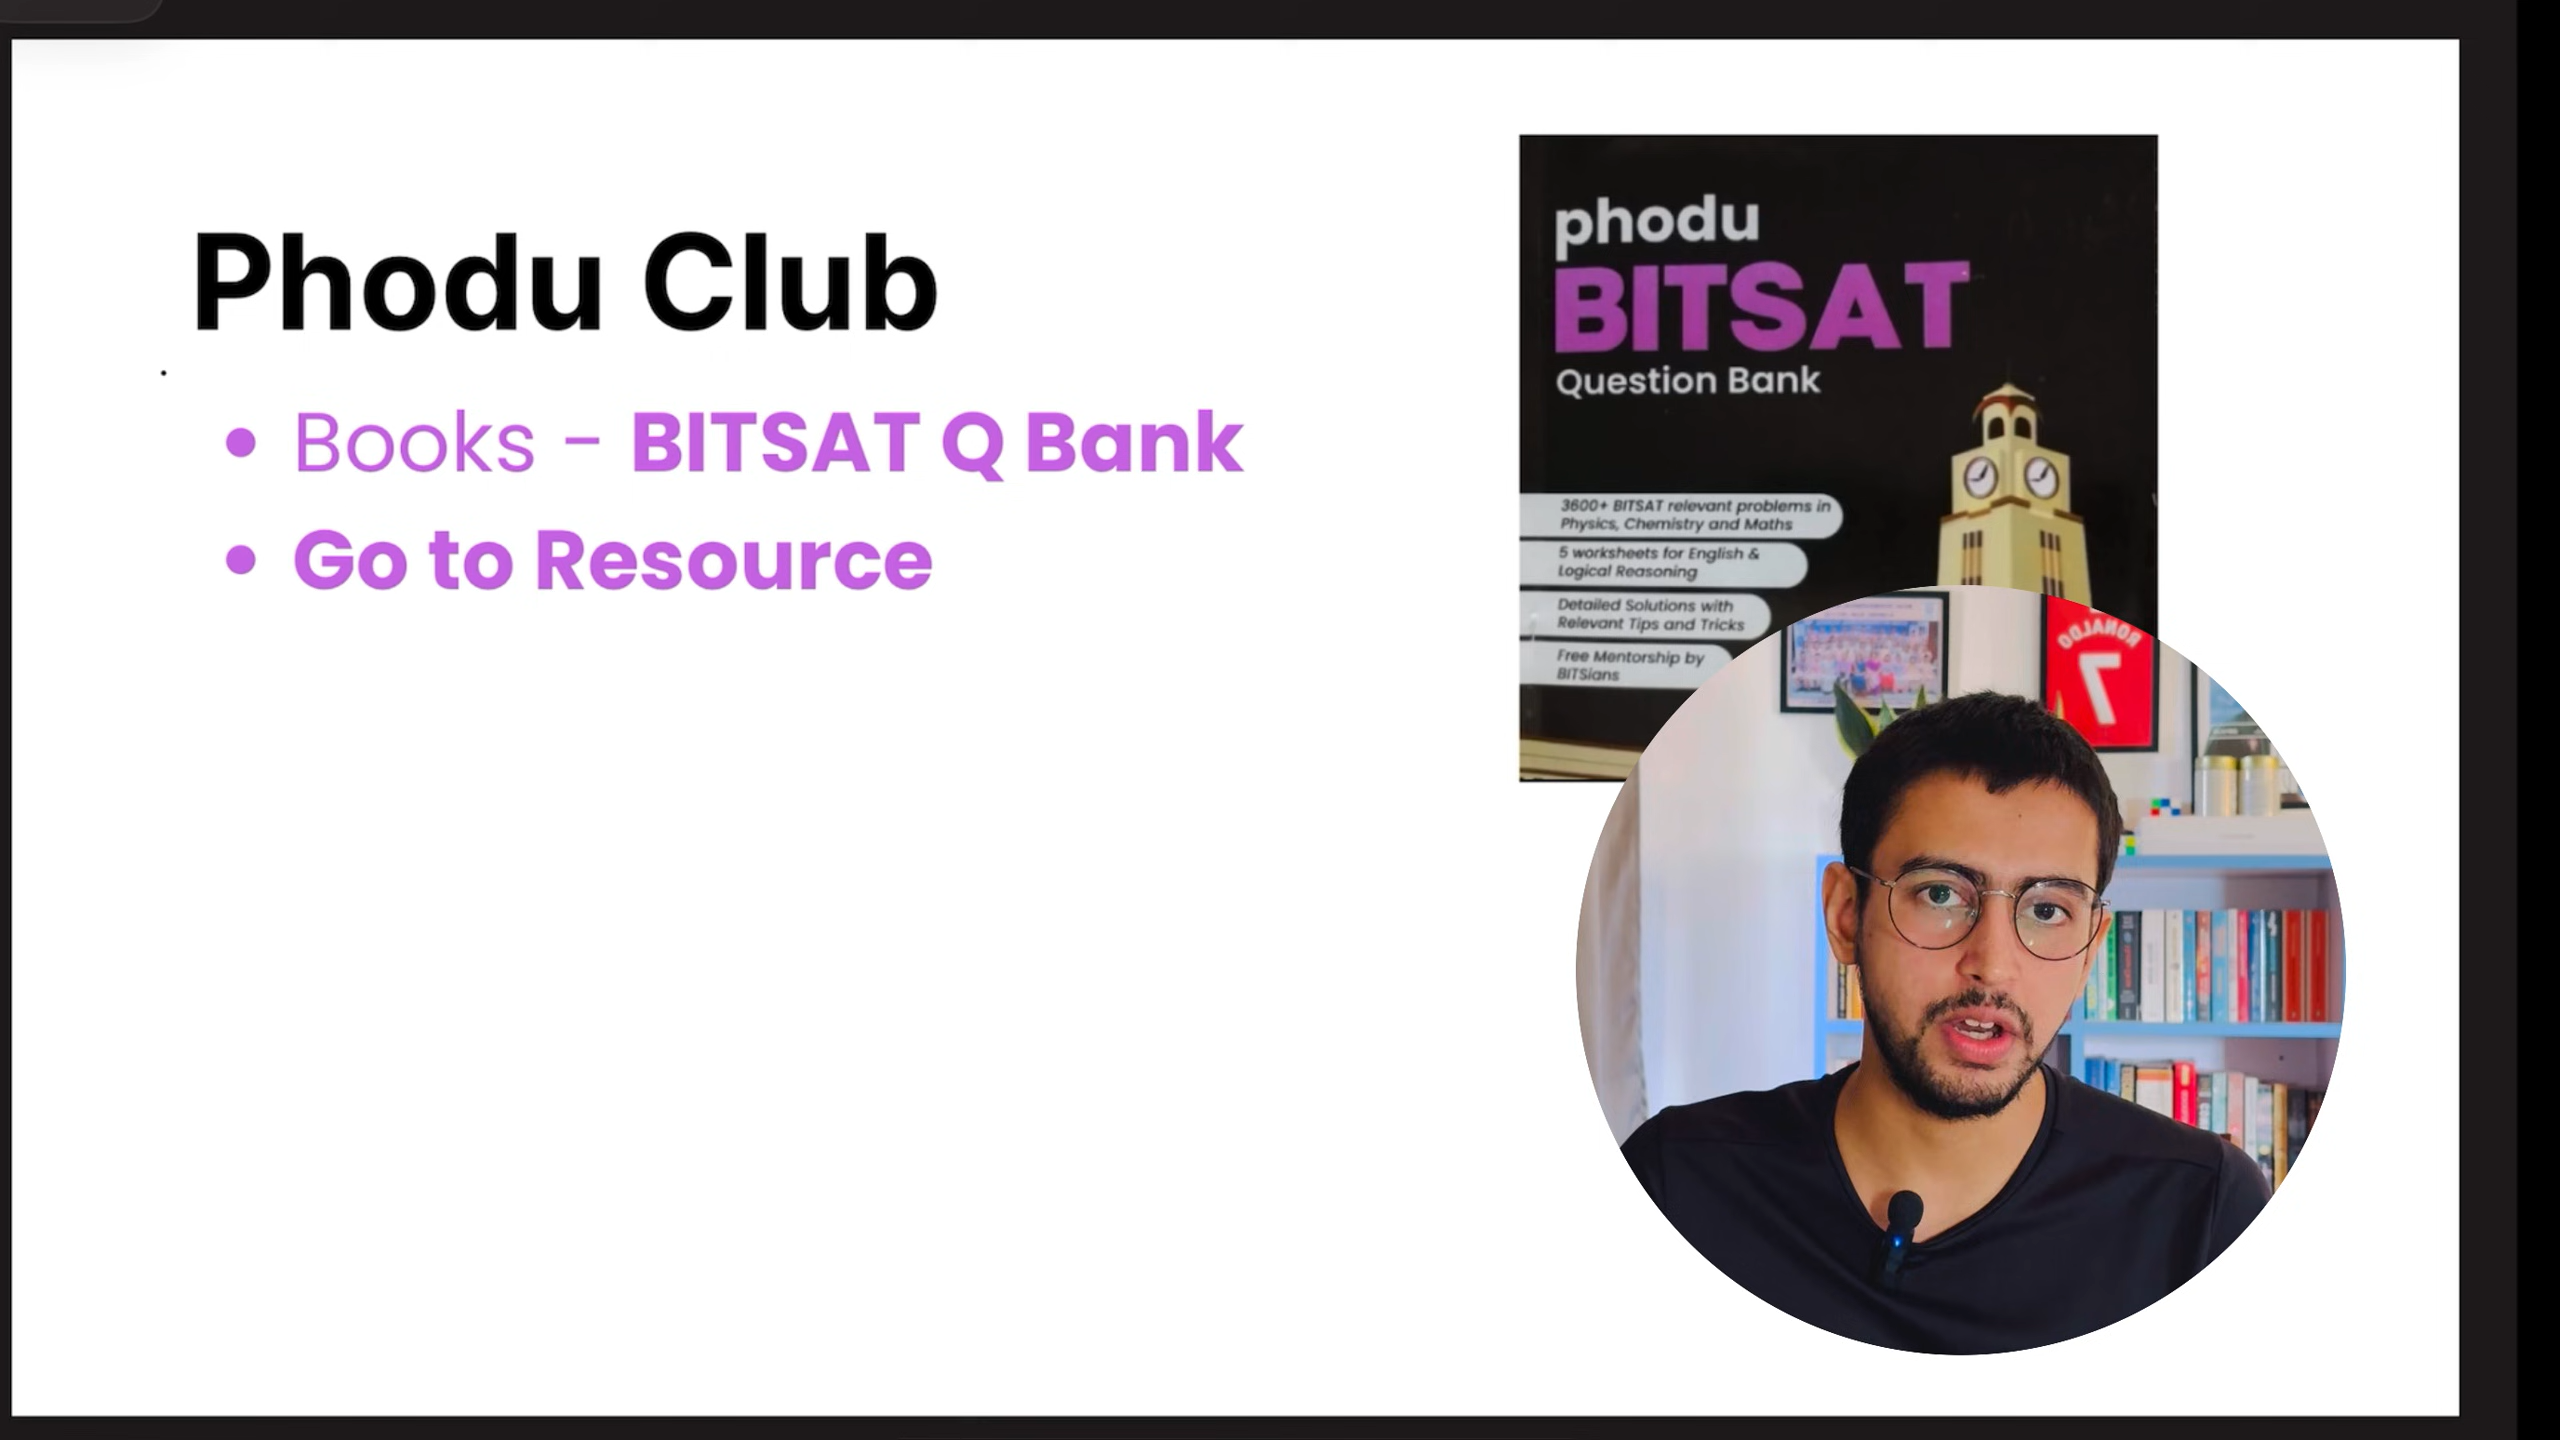 Phodu Club
• Books - BITSAT Q Bank
• Go to Resource
phodu
BITSAT
Question Bank
3600+ BITSAT relevant problems in
Physics, Chemistry and Maths
5 worksheets for English &
Logical Reasoning
Detailed Solutions with
Relevant Tips and Tricks
Free Mentorship by
BITSians
RONALDO
7